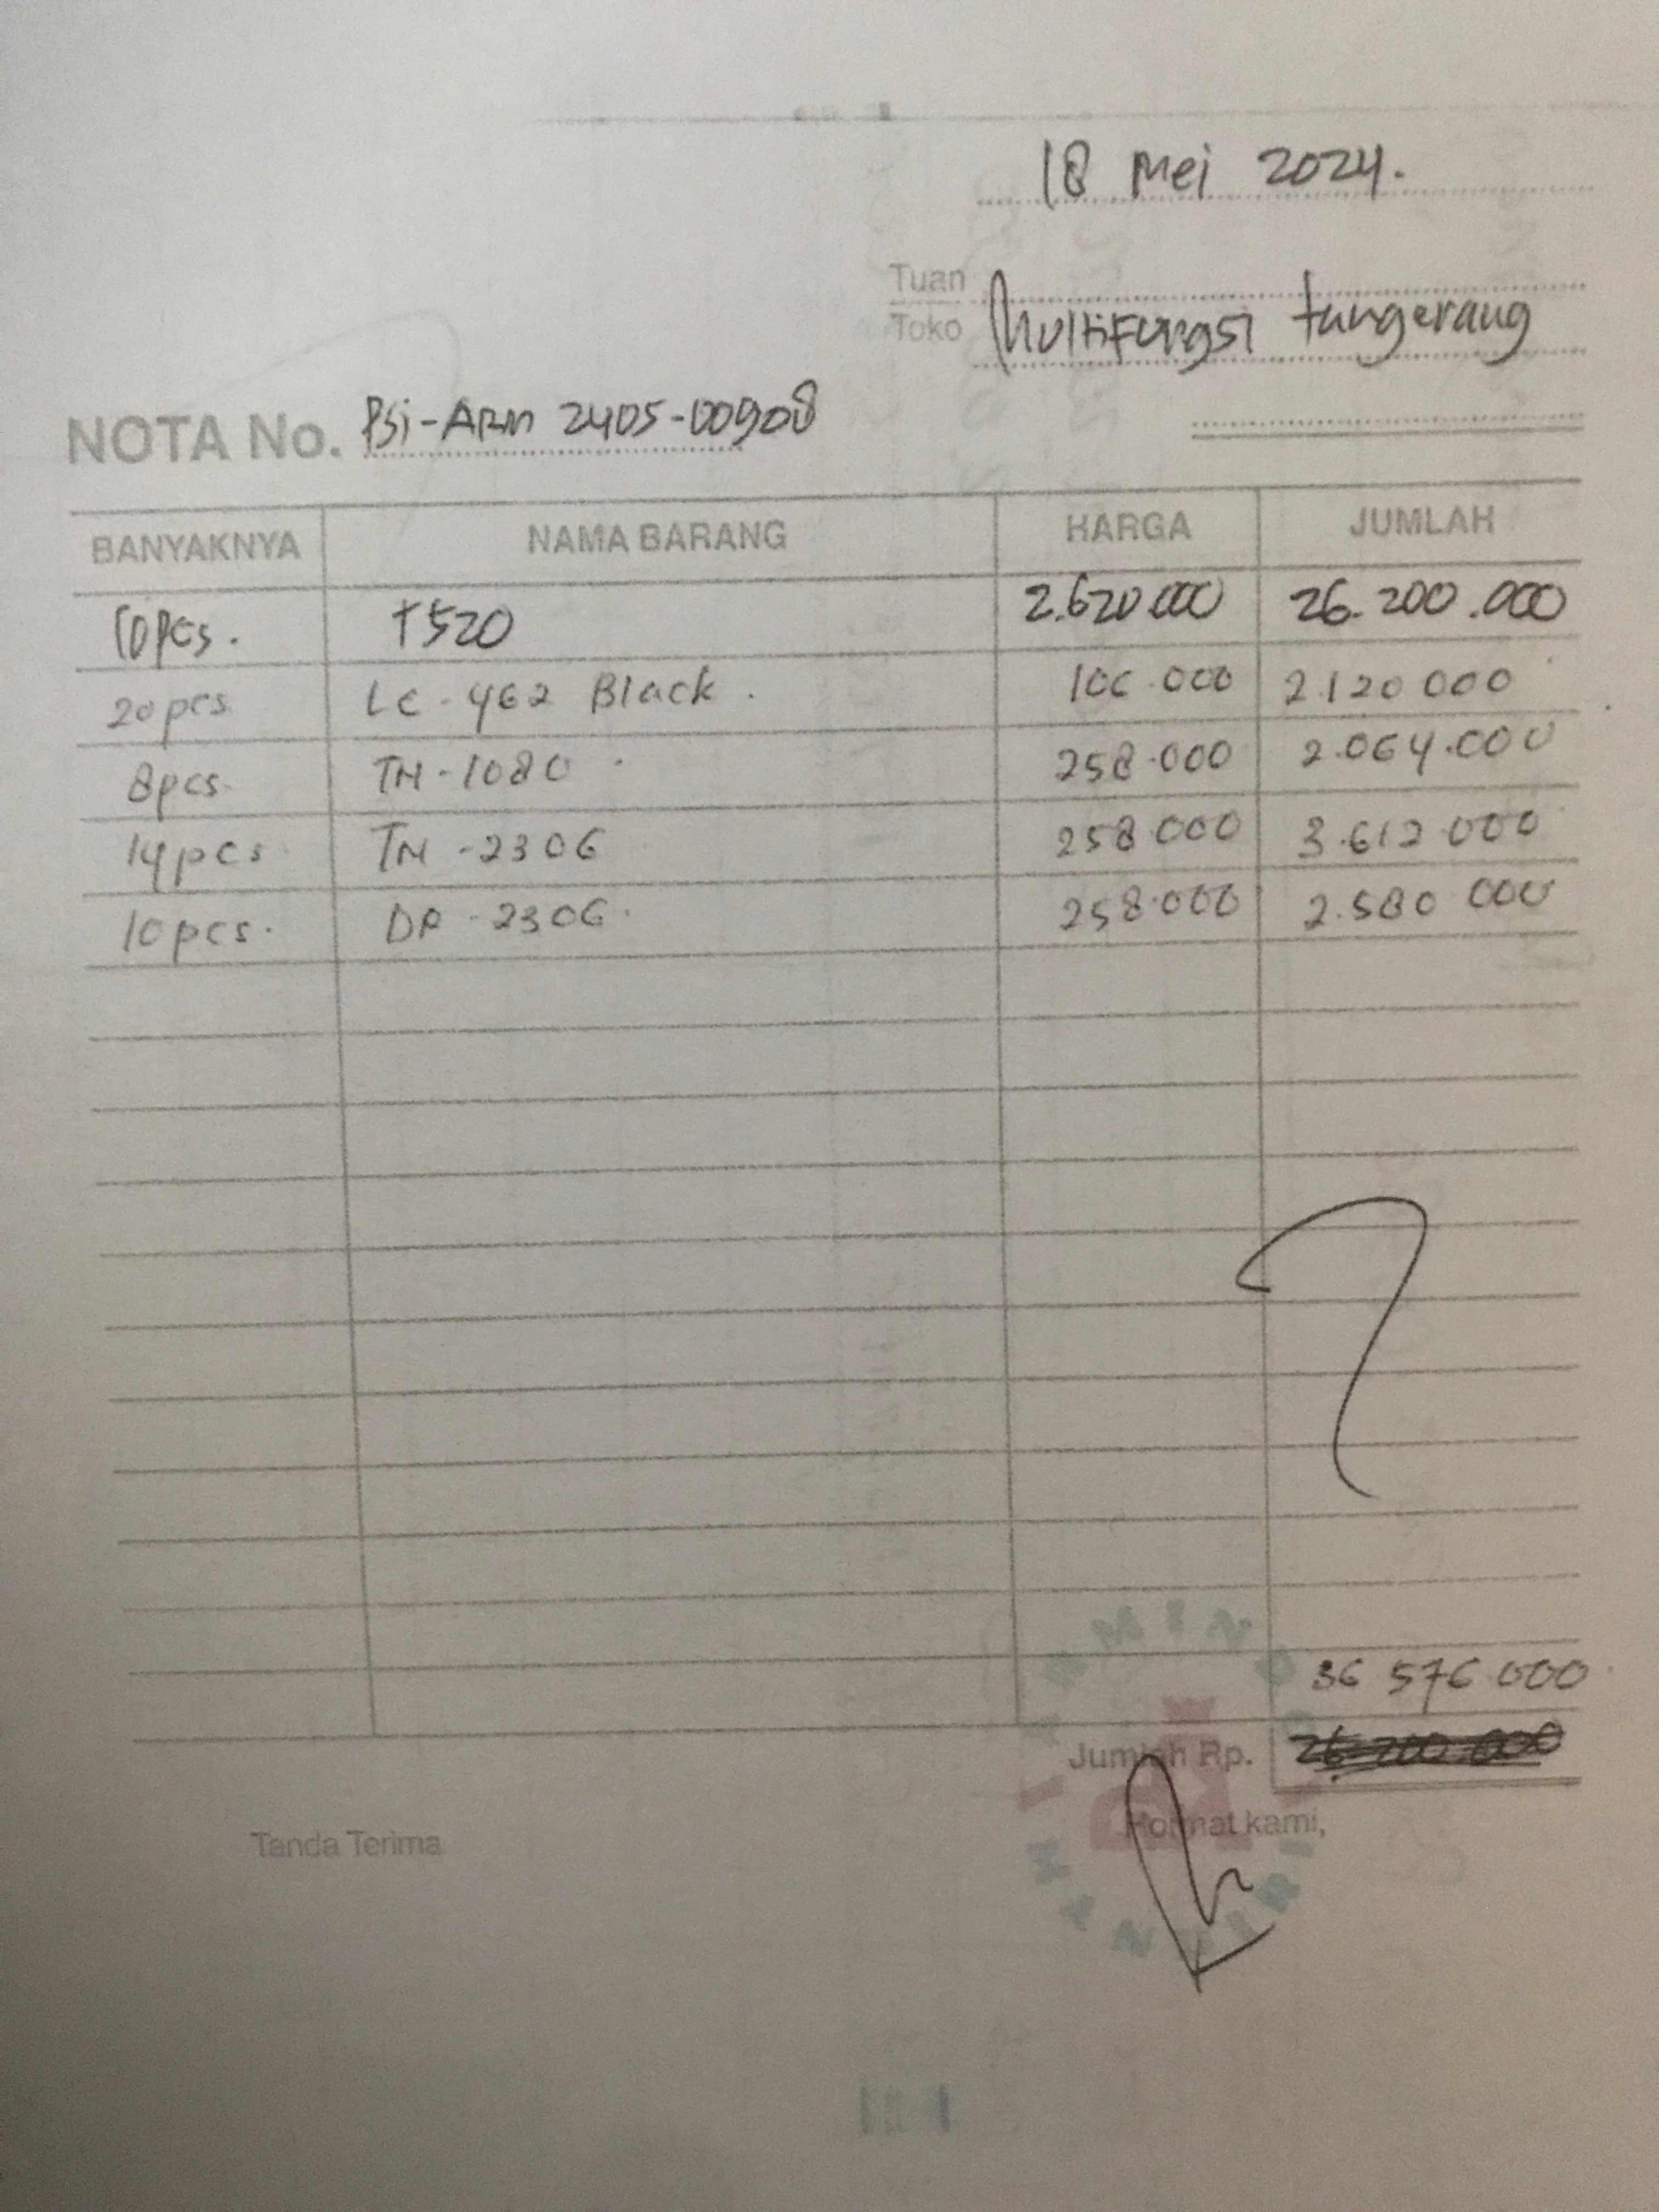 18 Mei 2024.
Tuan
Toko Multifungsi tangerang
NOTA No. PSi-ARM 2405-00908
BANYAKNYA NAMA BARANG HARGA JUMLAH
10pcs. T520 2.620.000 26.200.000
20pcs LC-462 Black. 106.000 2.120 000
8pcs. TN-1080. 258.000 2.064.000
14pcs TN-2306 258 000 3.612 000
10pcs. DR-2306. 258.000 2.580 000
36 576 000
Jumlah Rp. 26.200.000
Tanda Terima Hormat kami,